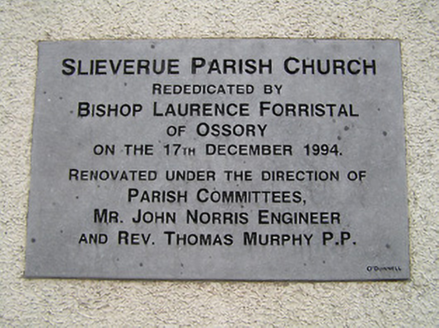 SLIEVERUE PARISH CHURCH
REDEDICATED BY
BISHOP LAURENCE FORRISTAL
OF OSSORY
ON THE 17TH DECEMBER 1994.
RENOVATED UNDER THE DIRECTION OF
PARISH COMMITTEES,
MR. JOHN NORRIS ENGINEER
AND REV. THOMAS MURPHY P.P.
O'DONNELL